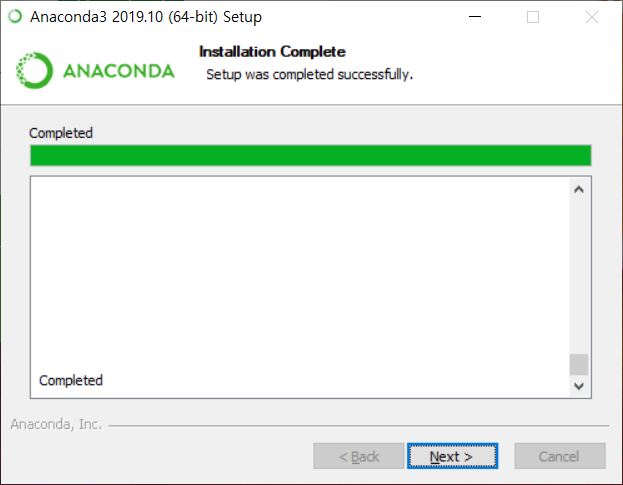 Anaconda3 2019.10 (64-bit) Setup
ANACONDA
Installation Complete
Setup was completed successfully.
Completed
Completed
Anaconda, Inc.
< Back
Next >
Cancel